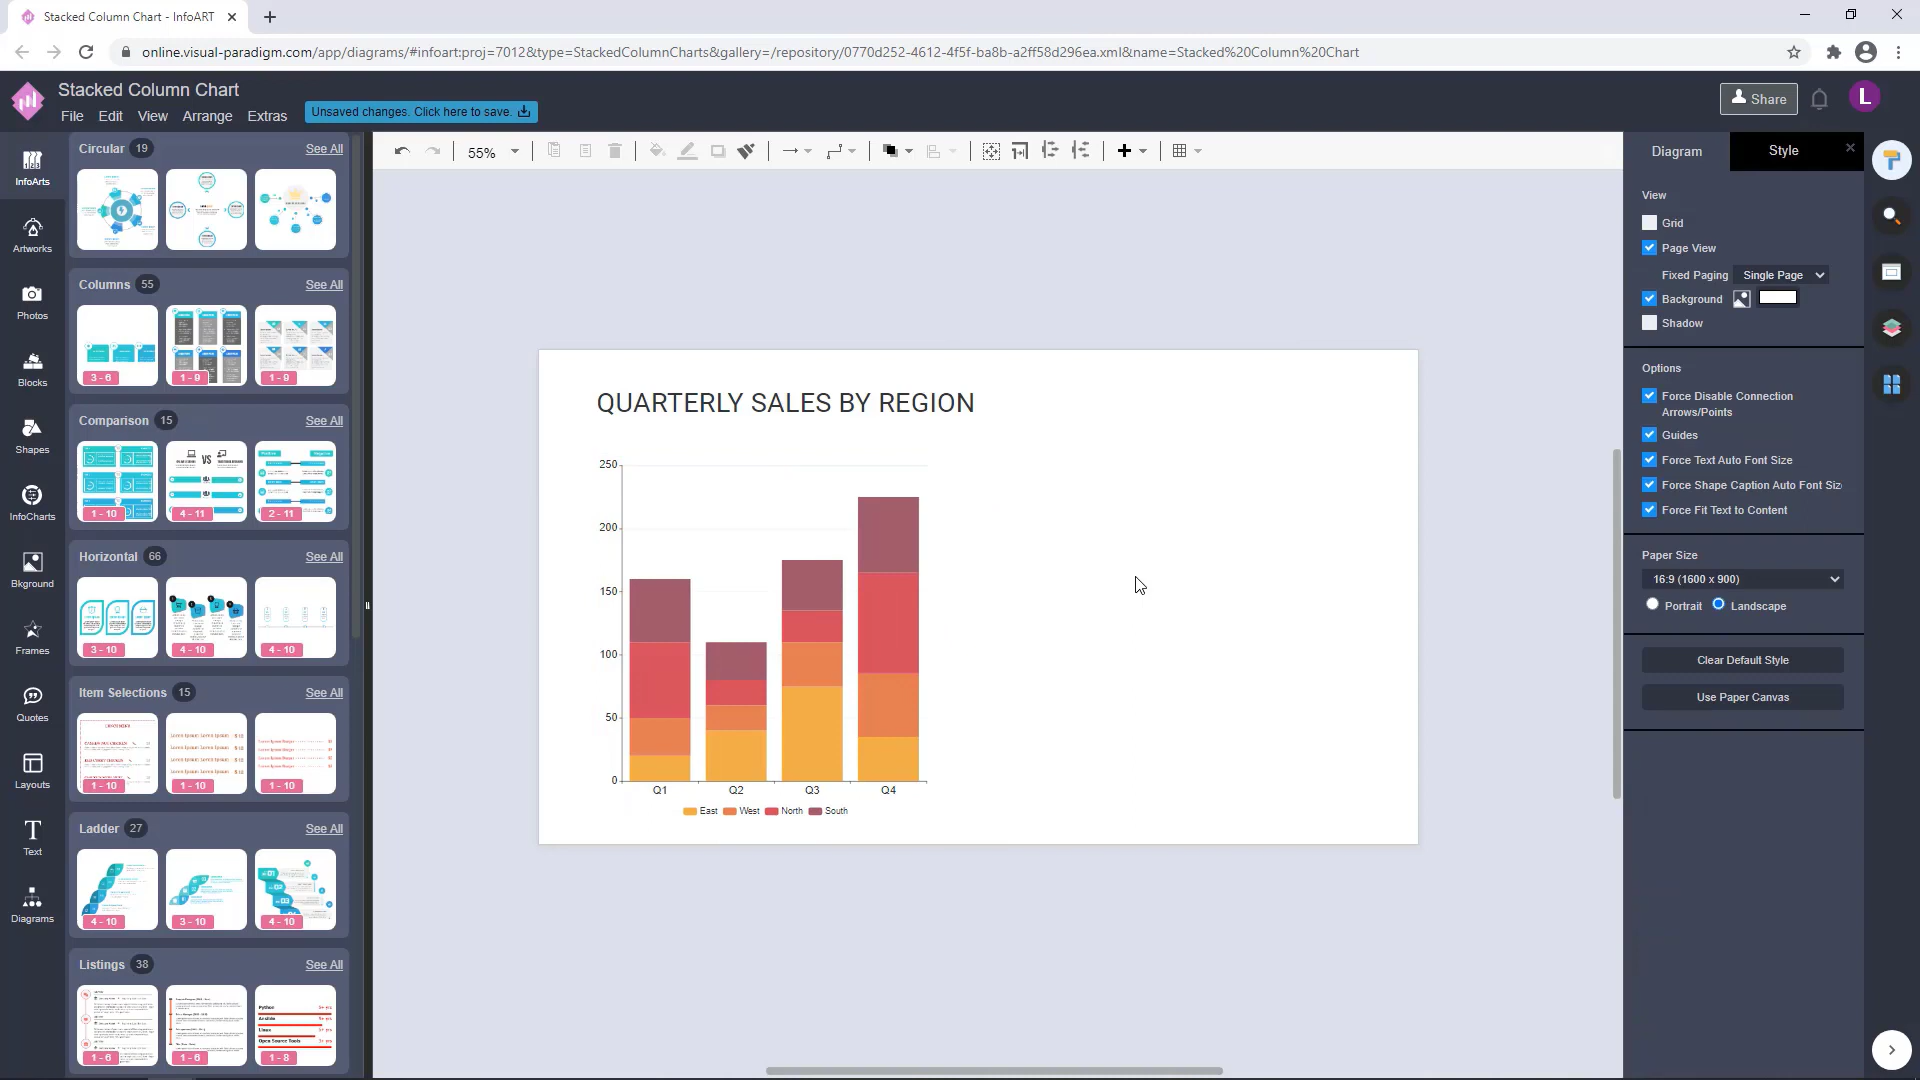 Stacked Column Chart - InfoART
online.visual-paradigm.com/app/diagrams/#infoart:proj=7012&type=StackedColumnCharts&gallery=/repository/0770d252-4612-4f5f-ba8b-a2ff58d296ea.xml&name=Stacked%20Column%20Chart
Stacked Column Chart
File Edit View Arrange Extras
Unsaved changes. Click here to save.
Share
L
InfoArts
Artworks
Photos
Blocks
Shapes
InfoCharts
Bkground
Frames
Quotes
Layouts
Text
Diagrams
Circular 19 See All
Columns 55 See All
3 - 6 1 - 9 1 - 9
Comparison 15 See All
VS
1 - 10 4 - 11 2 - 11
Horizontal 66 See All
3 - 10 4 - 10 4 - 10
Item Selections 15 See All
1 - 10 1 - 10 1 - 10
Ladder 27 See All
4 - 10 3 - 10 4 - 10
Listings 38 See All
Python
Linux
Open Source Tools
1 - 6 1 - 6 1 - 8
55%
QUARTERLY SALES BY REGION
250
200
150
100
50
0
Q1 Q2 Q3 Q4
East West North South
Diagram Style
View
Grid
Page View
Fixed Paging Single Page
Background
Shadow
Options
Force Disable Connection
Arrows/Points
Guides
Force Text Auto Font Size
Force Shape Caption Auto Font Siz
Force Fit Text to Content
Paper Size
16:9 (1600 x 900)
Portrait Landscape
Clear Default Style
Use Paper Canvas